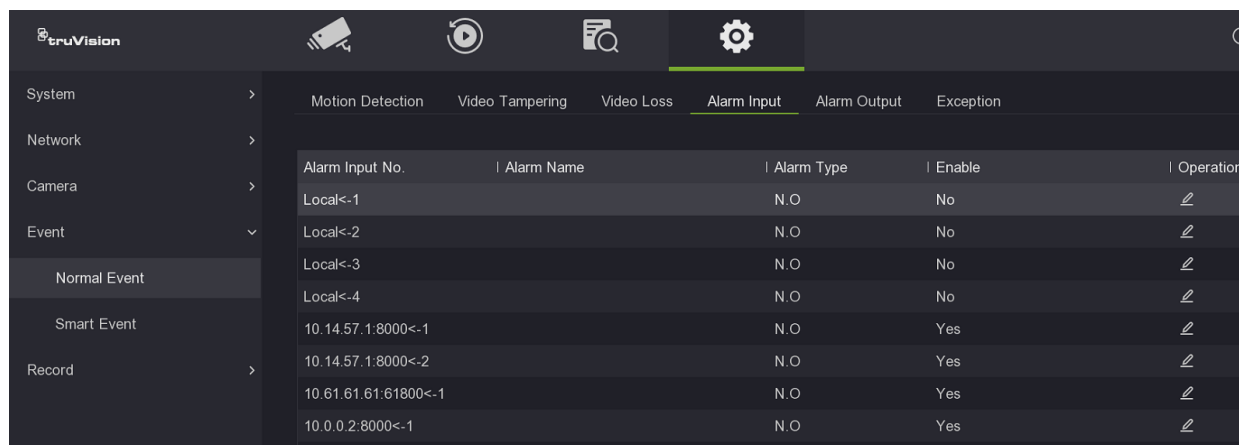 truVision
System
Network
Camera
Event
Normal Event
Smart Event
Record
Motion Detection Video Tampering Video Loss Alarm Input Alarm Output Exception
Alarm Input No. Alarm Name Alarm Type Enable Operation
Local<-1 N.O No
Local<-2 N.O No
Local<-3 N.O No
Local<-4 N.O No
10.14.57.1:8000<-1 N.O Yes
10.14.57.1:8000<-2 N.O Yes
10.61.61.61:61800<-1 N.O Yes
10.0.0.2:8000<-1 N.O Yes